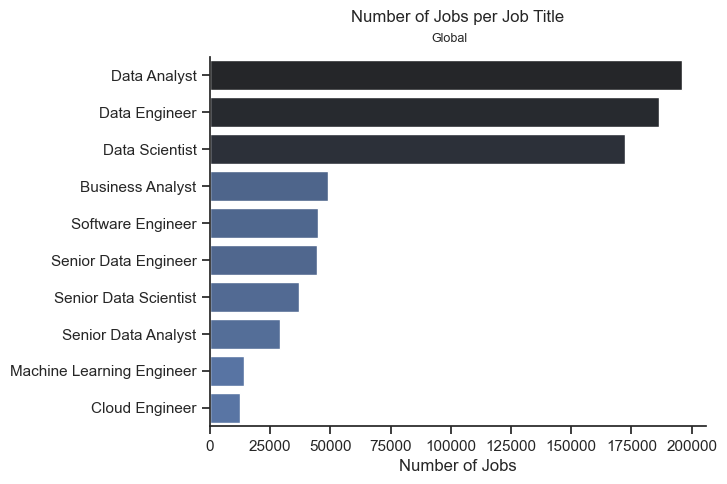 Number of Jobs per Job Title
Global
Data Analyst
Data Engineer
Data Scientist
Business Analyst
Software Engineer
Senior Data Engineer
Senior Data Scientist
Senior Data Analyst
Machine Learning Engineer
Cloud Engineer
0 25000 50000 75000 100000 125000 150000 175000 200000
Number of Jobs